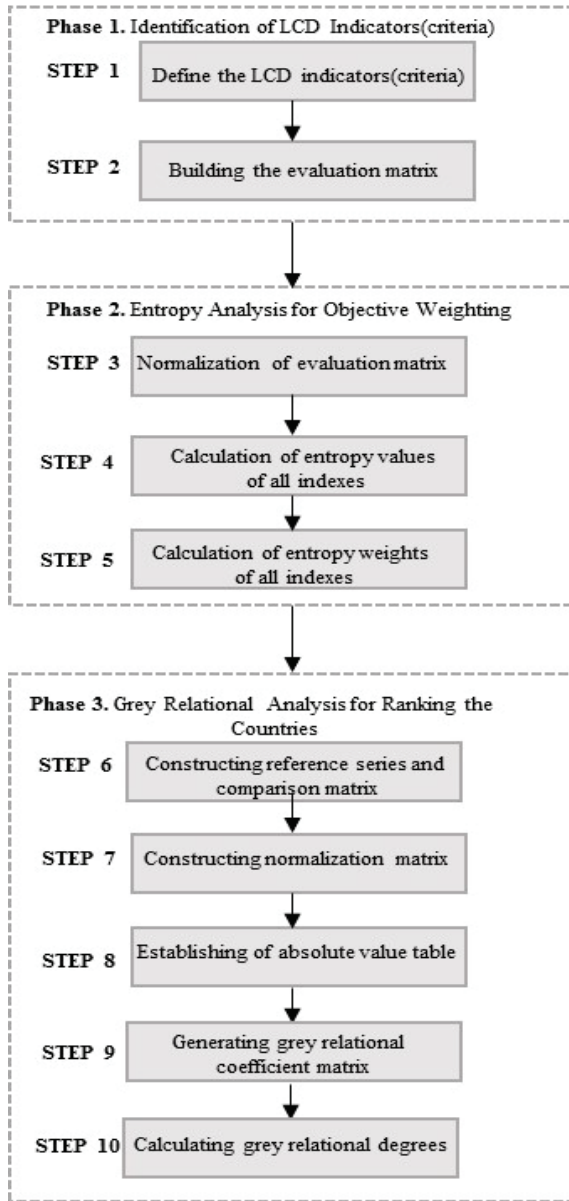 Phase 1. Identification of LCD Indicators(criteria)
STEP 1
Define the LCD indicators(criteria)
STEP 2
Building the evaluation matrix
Phase 2. Entropy Analysis for Objective Weighting
STEP 3
Normalization of evaluation matrix
STEP 4
Calculation of entropy values
of all indexes
STEP 5
Calculation of entropy weights
of all indexes
Phase 3. Grey Relational Analysis for Ranking the
Countries
STEP 6
Constructing reference series and
comparison matrix
STEP 7
Constructing normalization matrix
STEP 8
Establishing of absolute value table
STEP 9
Generating grey relational
coefficient matrix
STEP 10
Calculating grey relational degrees